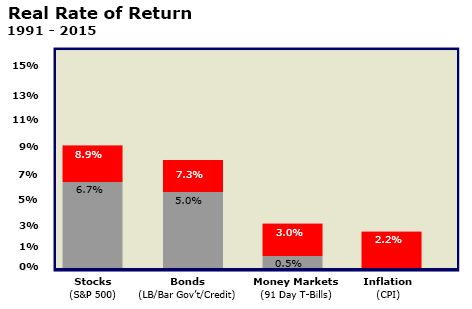 Real Rate of Return
1991 - 2015
15%
13%
11%
9%
7%
5%
3%
1%
0%
8.9%
6.7%
7.3%
5.0%
3.0%
0.5%
2.2%
Stocks
(S&P 500)
Bonds
(LB/Bar Gov't/Credit)
Money Markets
(91 Day T-Bills)
Inflation
(CPI)